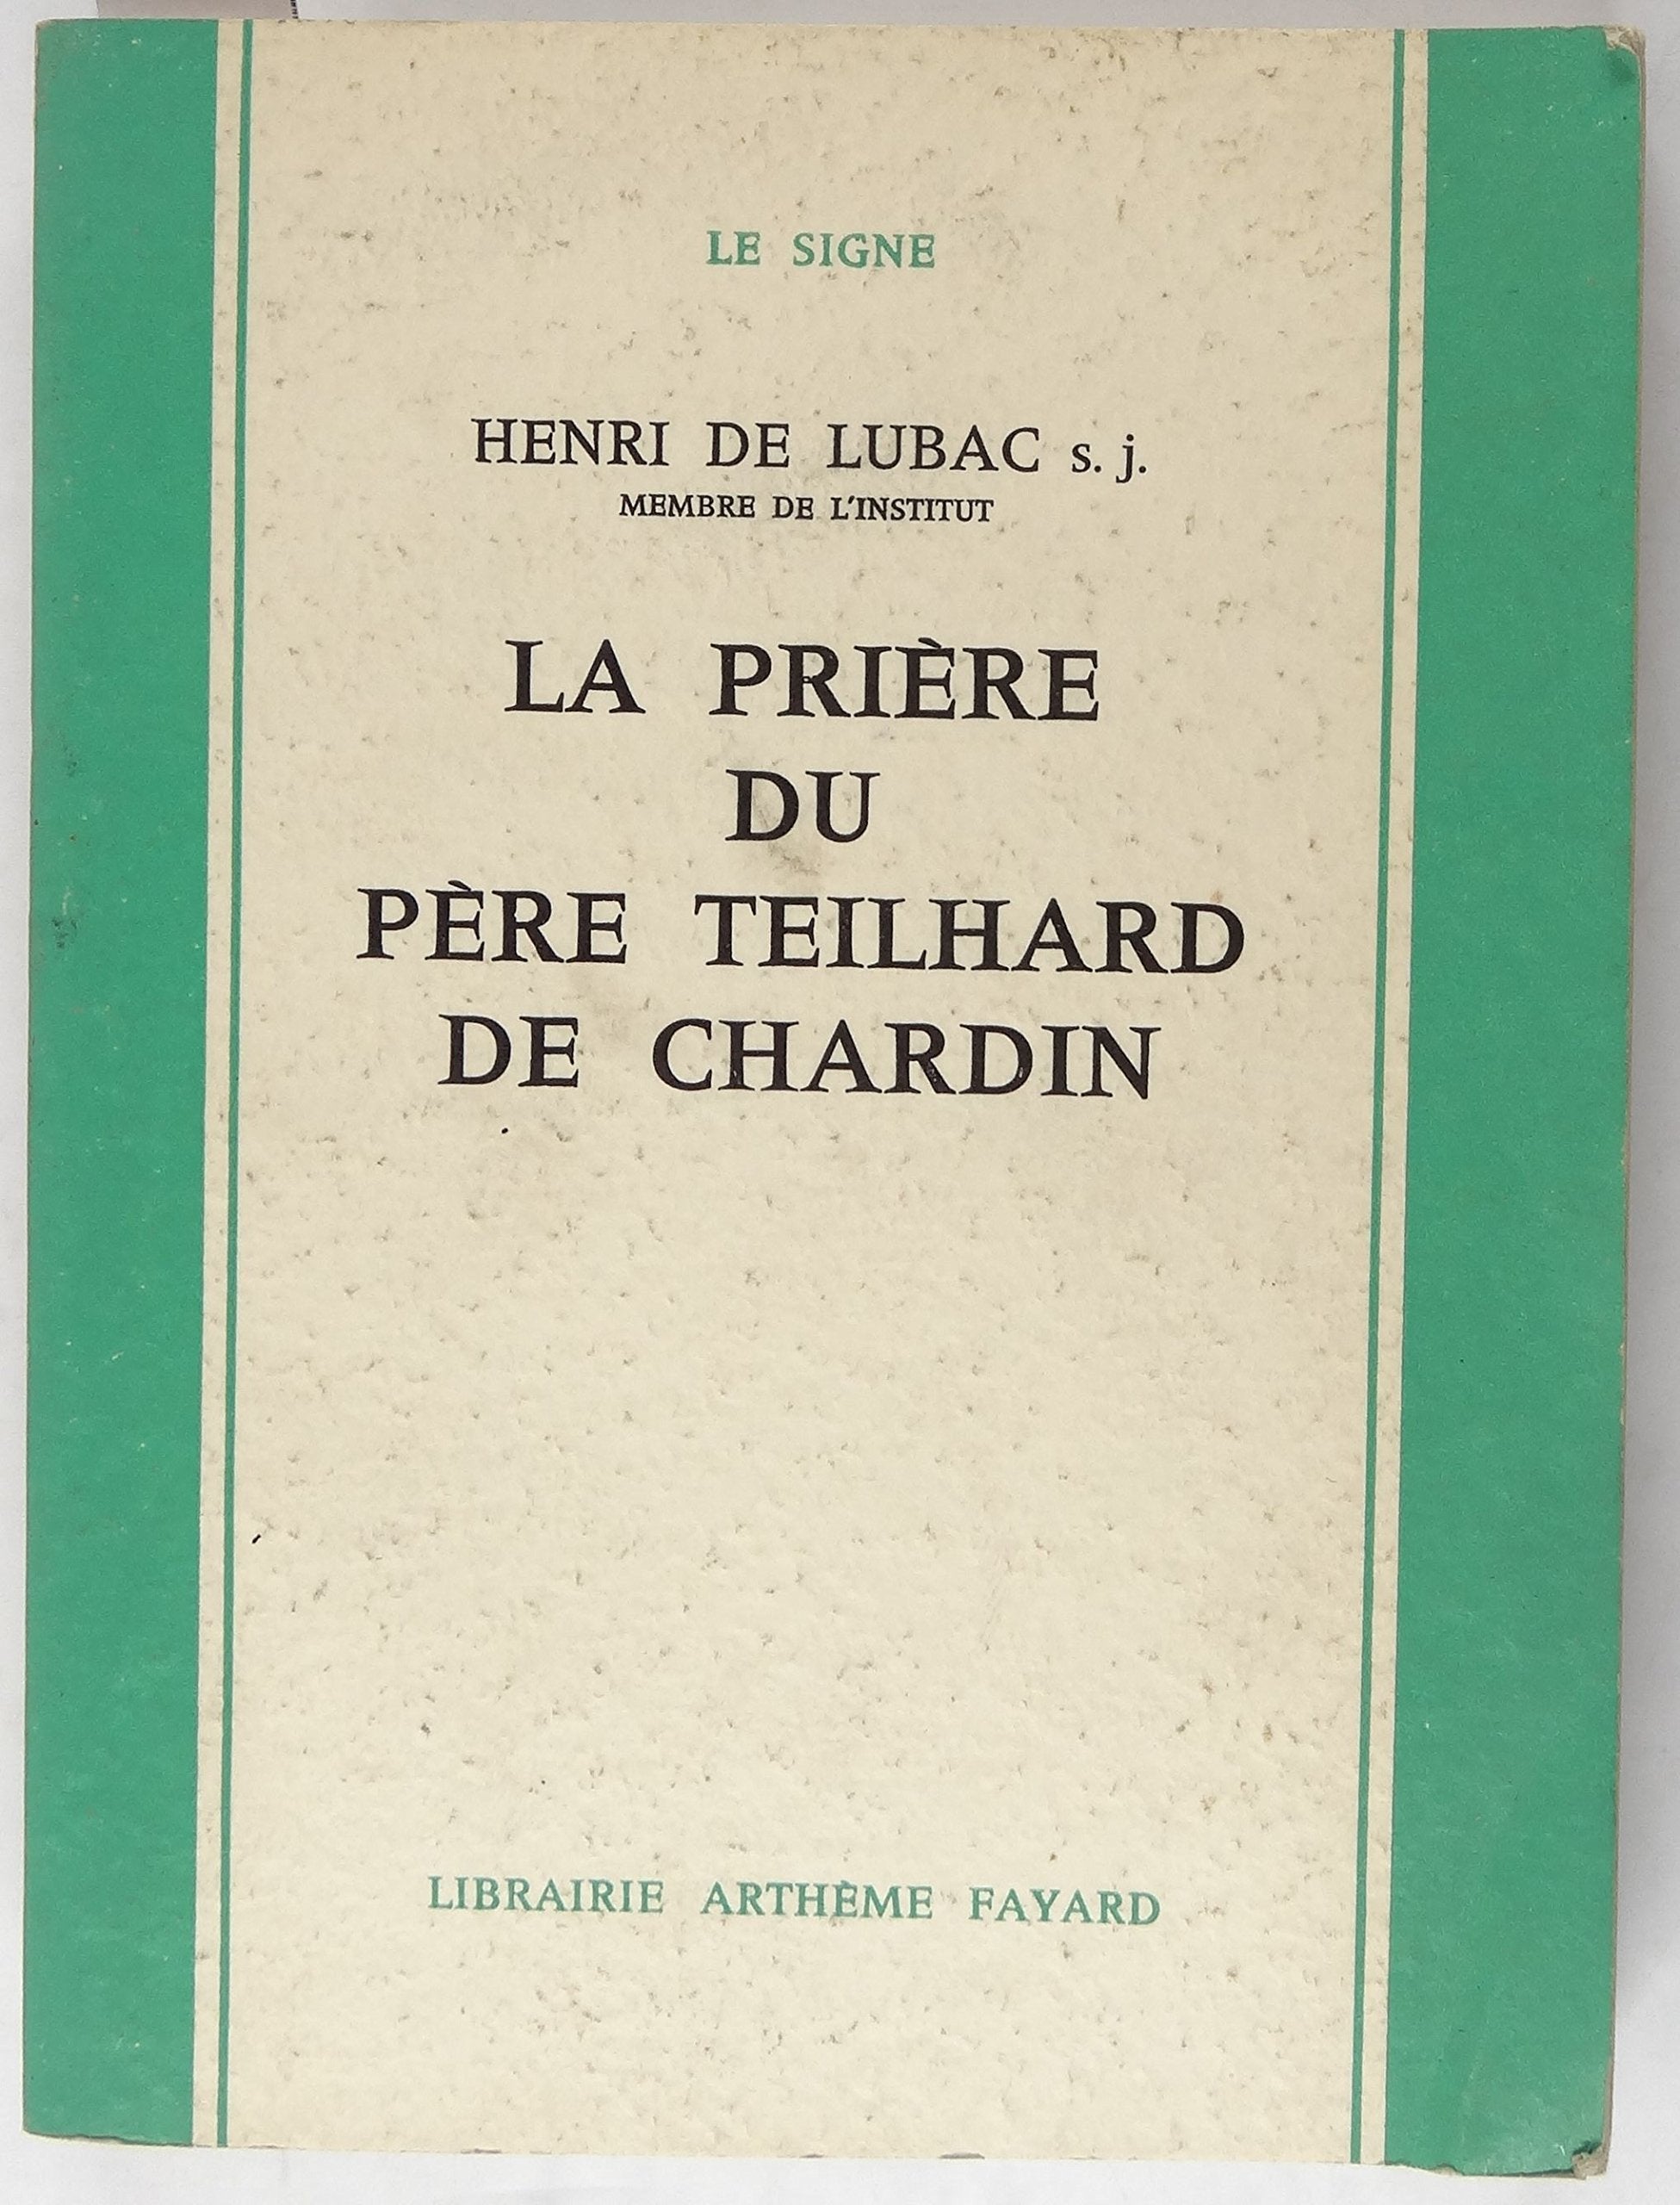 LE SIGNE
HENRI DE LUBAC s. j.
MEMBRE DE L'INSTITUT
LA PRIÈRE
DU
PÈRE TEILHARD
DE CHARDIN
LIBRAIRIE ARTHÈME FAYARD